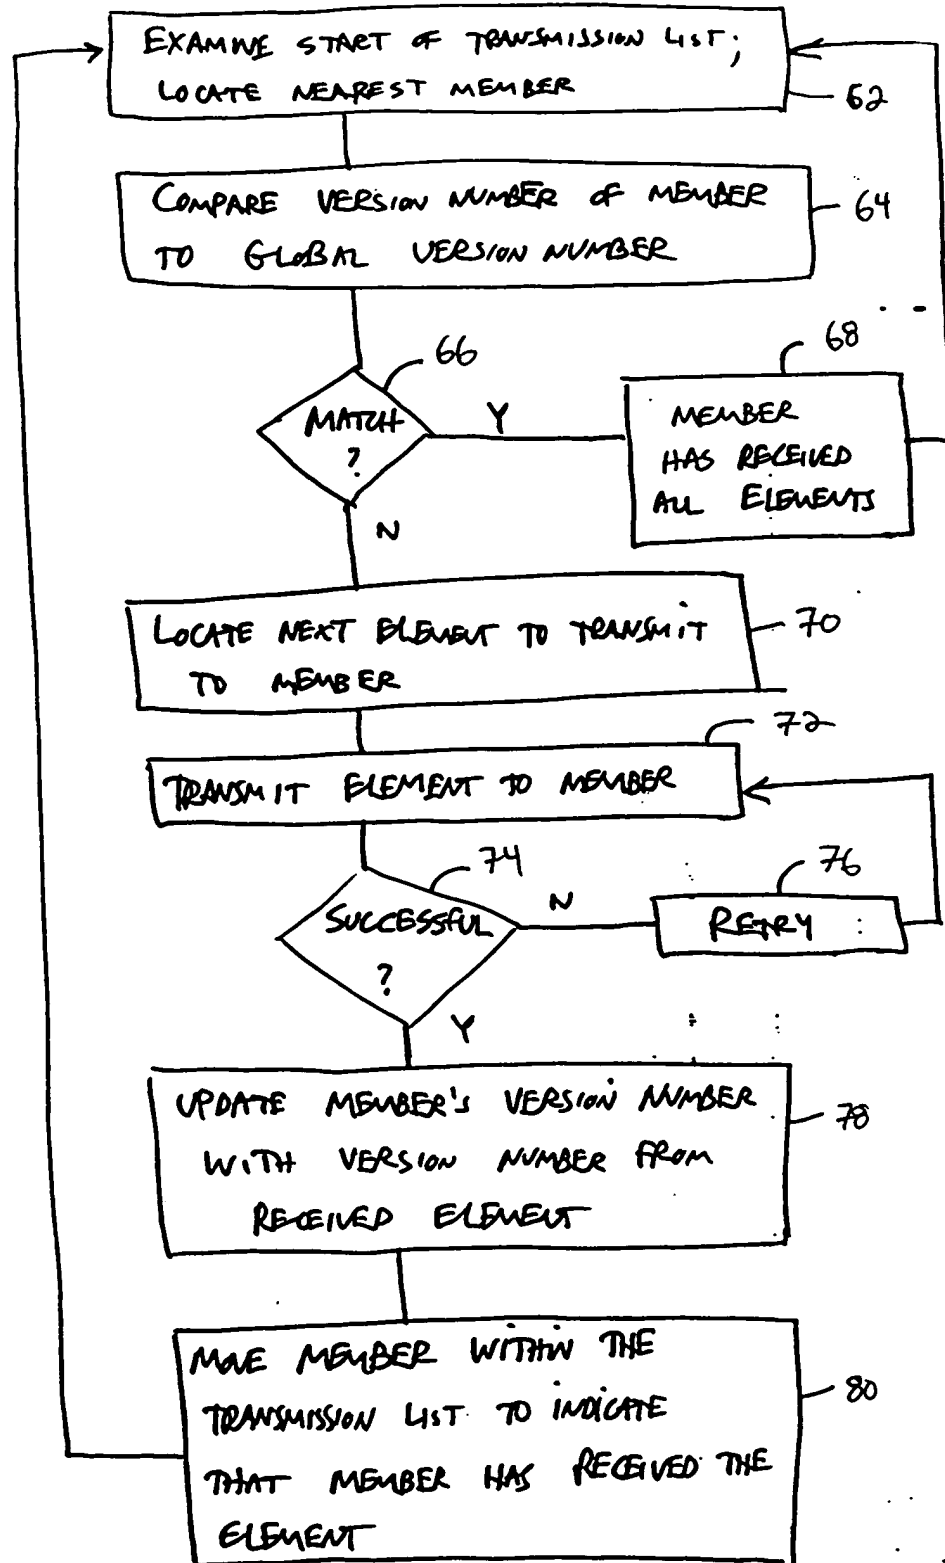 EXAMINE START OF TRANSMISSION LIST;
LOCATE NEAREST MEMBER
62
COMPARE VERSION NUMBER OF MEMBER
TO GLOBAL VERSION NUMBER
64
66
MATCH
?
Y
N
68
MEMBER
HAS RECEIVED
ALL ELEMENTS
LOCATE NEXT ELEMENT TO TRANSMIT
TO MEMBER
70
72
TRANSMIT ELEMENT TO MEMBER
74
SUCCESSFUL
?
N
Y
76
RETRY
UPDATE MEMBER'S VERSION NUMBER
WITH VERSION NUMBER FROM
RECEIVED ELEMENT
78
MOVE MEMBER WITHIN THE
TRANSMISSION LIST TO INDICATE
THAT MEMBER HAS RECEIVED THE
ELEMENT
80